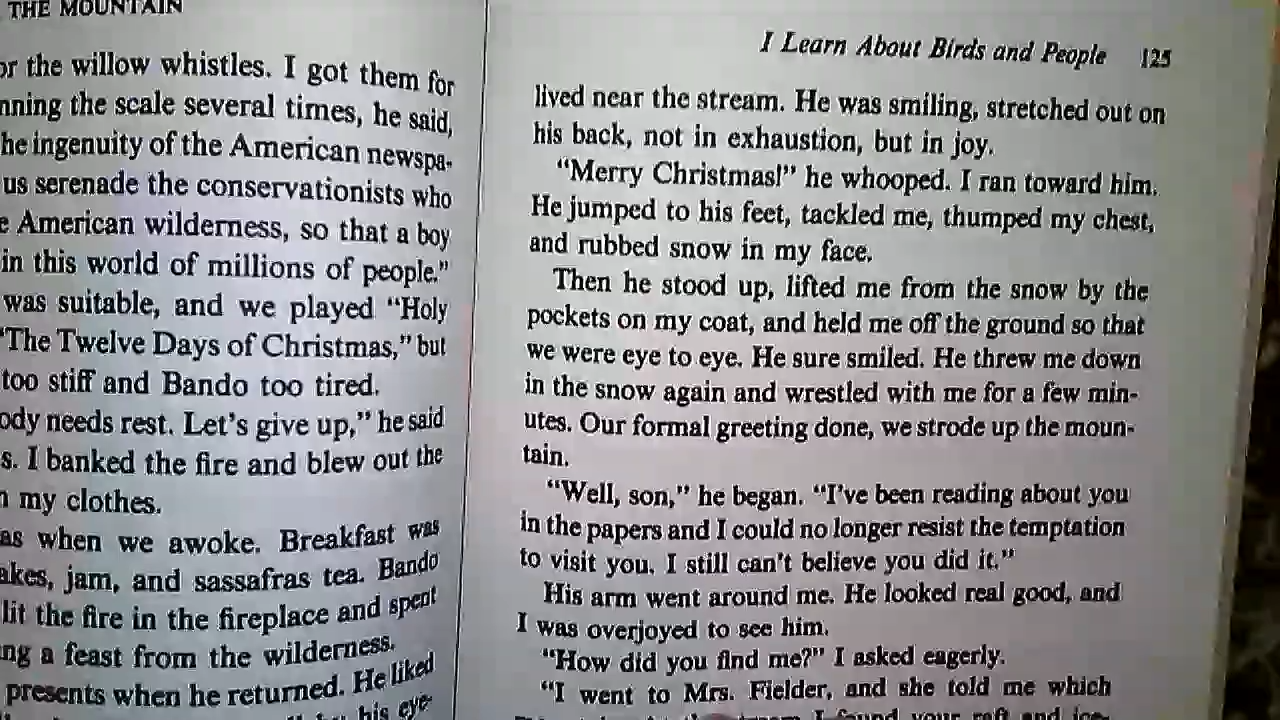 THE MOUNTAIN
or the willow whistles. I got them for
nning the scale several times, he said,
he ingenuity of the American newspa-
us serenade the conservationists who
e American wilderness, so that a boy
in this world of millions of people."
was suitable, and we played "Holy
"The Twelve Days of Christmas," but
too stiff and Bando too tired.
ody needs rest. Let's give up," he said
s. I banked the fire and blew out the
n my clothes.
as when we awoke. Breakfast was
akes, jam, and sassafras tea. Bando
lit the fire in the fireplace and spent
ng a feast from the wilderness.
presents when he returned. He liked
his eye-
I Learn About Birds and People 125
lived near the stream. He was smiling, stretched out on
his back, not in exhaustion, but in joy.
"Merry Christmas!" he whooped. I ran toward him.
He jumped to his feet, tackled me, thumped my chest,
and rubbed snow in my face.
Then he stood up, lifted me from the snow by the
pockets on my coat, and held me off the ground so that
we were eye to eye. He sure smiled. He threw me down
in the snow again and wrestled with me for a few min-
utes. Our formal greeting done, we strode up the moun-
tain.
"Well, son," he began. "I've been reading about you
in the papers and I could no longer resist the temptation
to visit you. I still can't believe you did it."
His arm went around me. He looked real good, and
I was overjoyed to see him.
"How did you find me?" I asked eagerly.
"I went to Mrs. Fielder, and she told me which
stream I found your raft and ice-